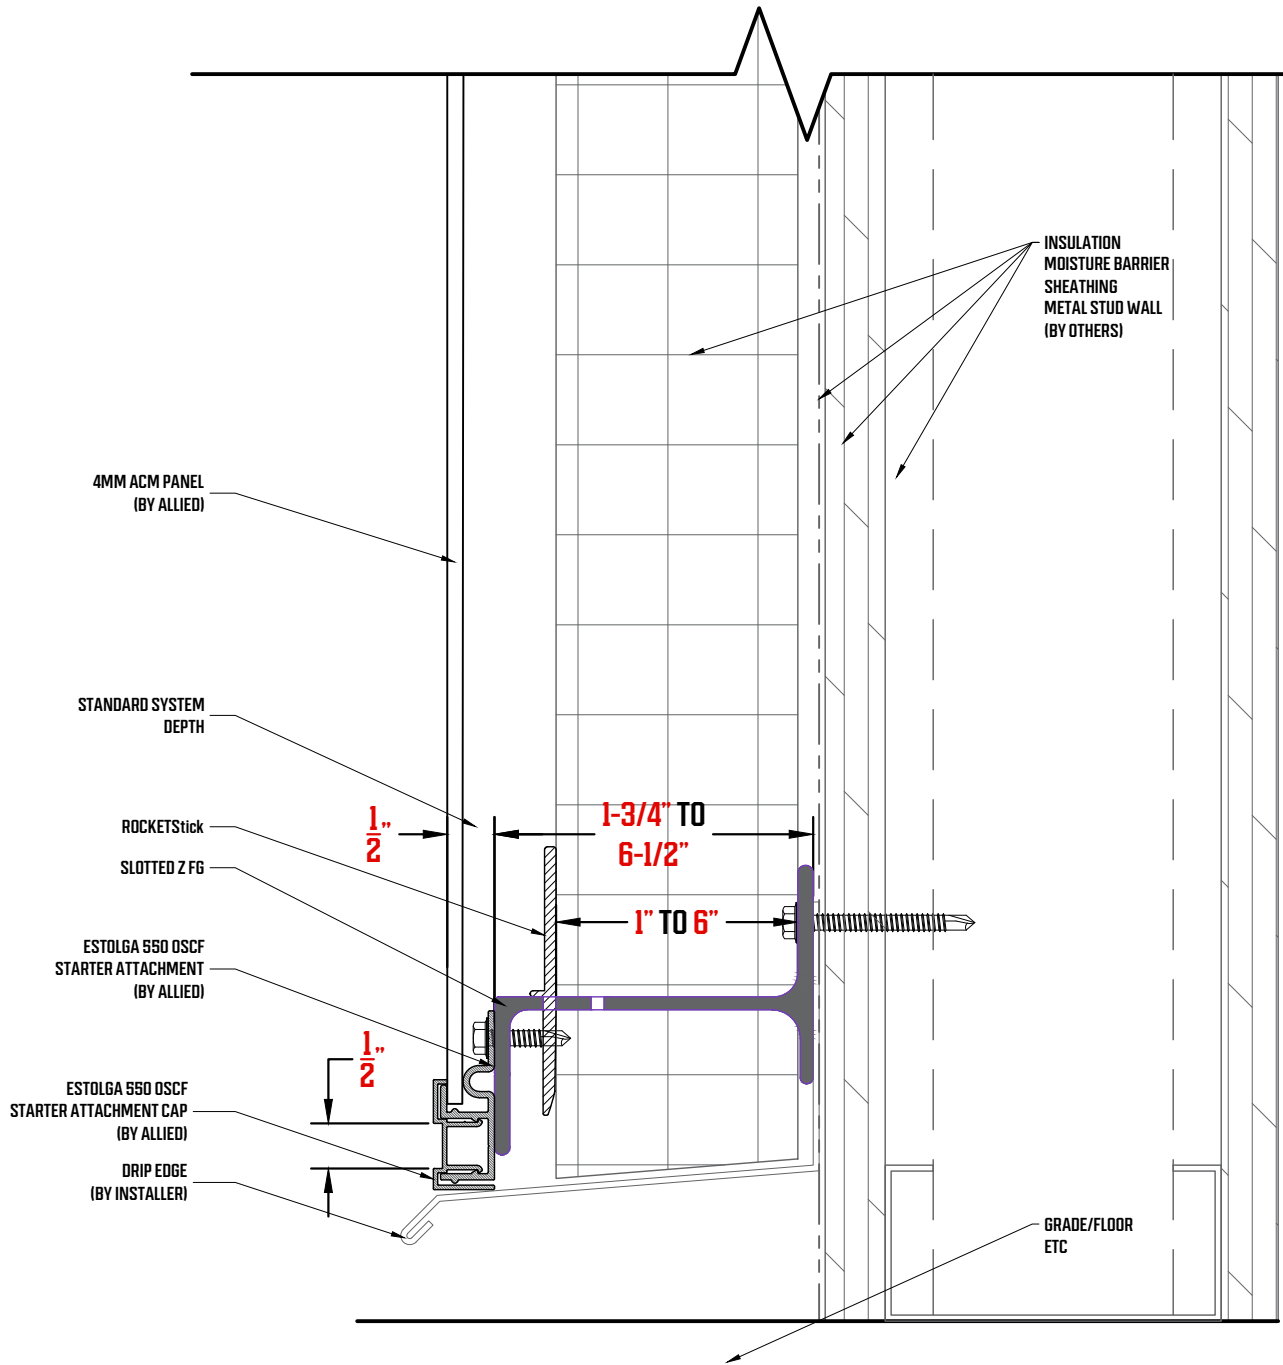 INSULATION
MOISTURE BARRIER
SHEATHING
METAL STUD WALL
(BY OTHERS)
4MM ACM PANEL
(BY ALLIED)
STANDARD SYSTEM
DEPTH
ROCKETStick
SLOTTED Z FG
ESTOLGA 550 OSCF
STARTER ATTACHMENT
(BY ALLIED)
ESTOLGA 550 OSCF
STARTER ATTACHMENT CAP
(BY ALLIED)
DRIP EDGE
(BY INSTALLER)
1/2"
1-3/4" TO
6-1/2"
1" TO 6"
1/2"
GRADE/FLOOR
ETC